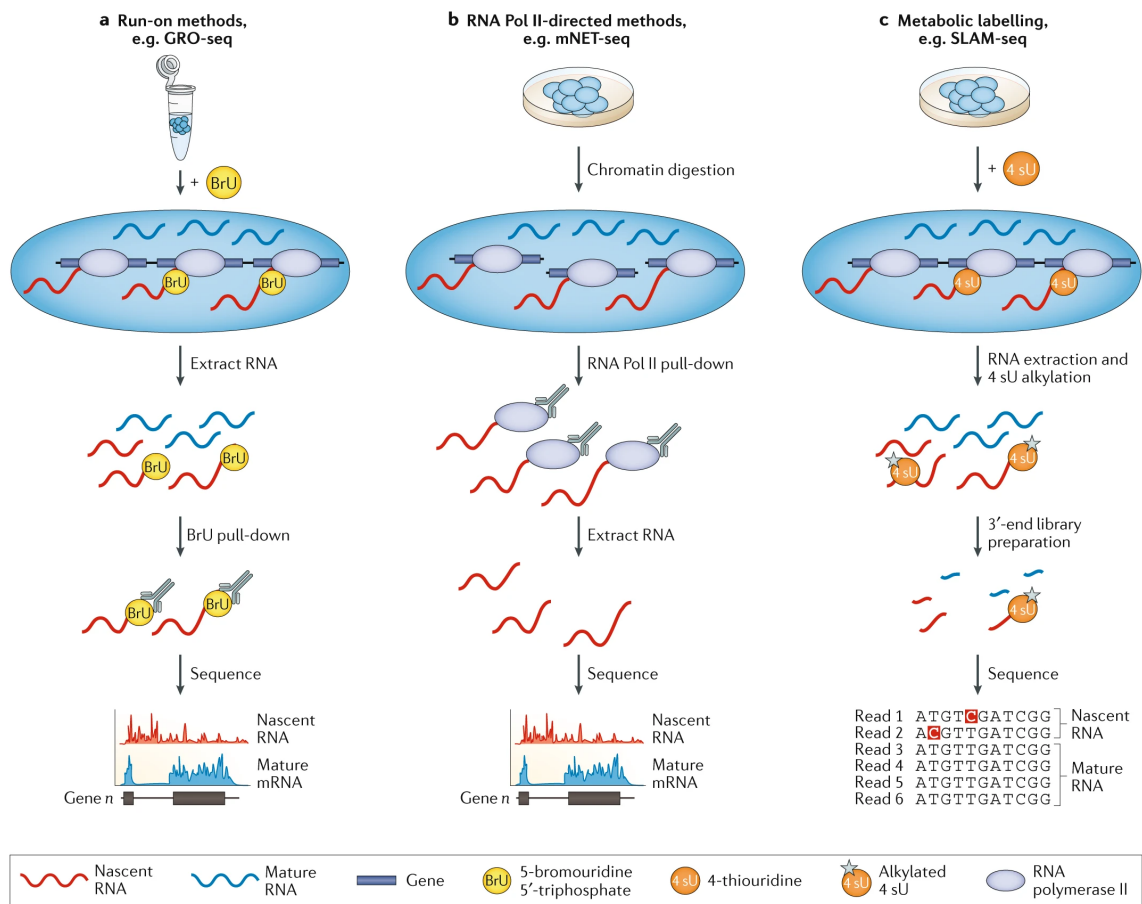 a Run-on methods,
e.g. GRO-seq
+ BrU
BrU
BrU
Extract RNA
BrU
BrU
BrU pull-down
BrU
BrU
Sequence
Nascent
RNA
Mature
mRNA
Gene n
b RNA Pol II-directed methods,
e.g. mNET-seq
Chromatin digestion
RNA Pol II pull-down
Extract RNA
Sequence
Nascent
RNA
Mature
mRNA
Gene n
c Metabolic labelling,
e.g. SLAM-seq
+ 4 sU
4 sU
4 sU
RNA extraction and
4 sU alkylation
4 sU
4 sU
3′-end library
preparation
4 sU
Sequence
Read 1 ATGTCGATCGG
Read 2 ACGTTGATCGG
Nascent
RNA
Read 3 ATGTTGATCGG
Read 4 ATGTTGATCGG
Read 5 ATGTTGATCGG
Read 6 ATGTTGATCGG
Mature
RNA
Nascent
RNA
Mature
RNA
Gene
BrU
5-bromouridine
5′-triphosphate
4 sU
4-thiouridine
4 sU
Alkylated
4 sU
RNA
polymerase II